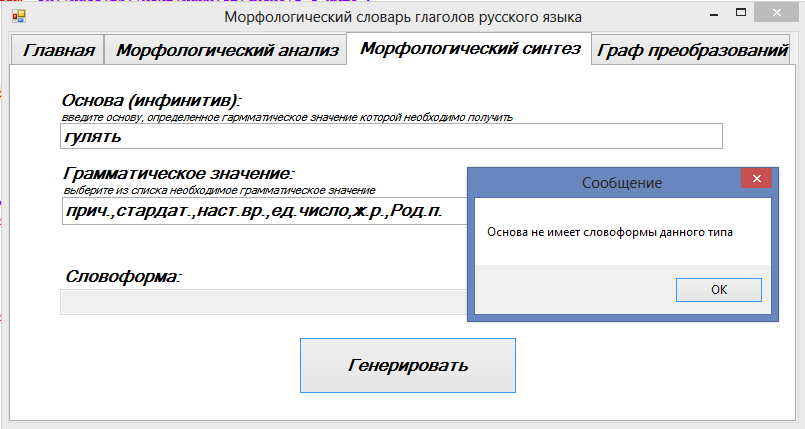 Морфологический словарь глаголов русского языка
Главная Морфологический анализ Морфологический синтез Граф преобразований
Основа (инфинитив):
введите основу, определенное гармматическое значение которой необходимо получить
гулять
Грамматическое значение:
выберите из списка необходимое грамматическое значение
прич.,стардат.,наст.вр.,ед.число,ж.р.,Род.п.
Сообщение
Основа не имеет словоформы данного типа
OK
Словоформа:
Генерировать